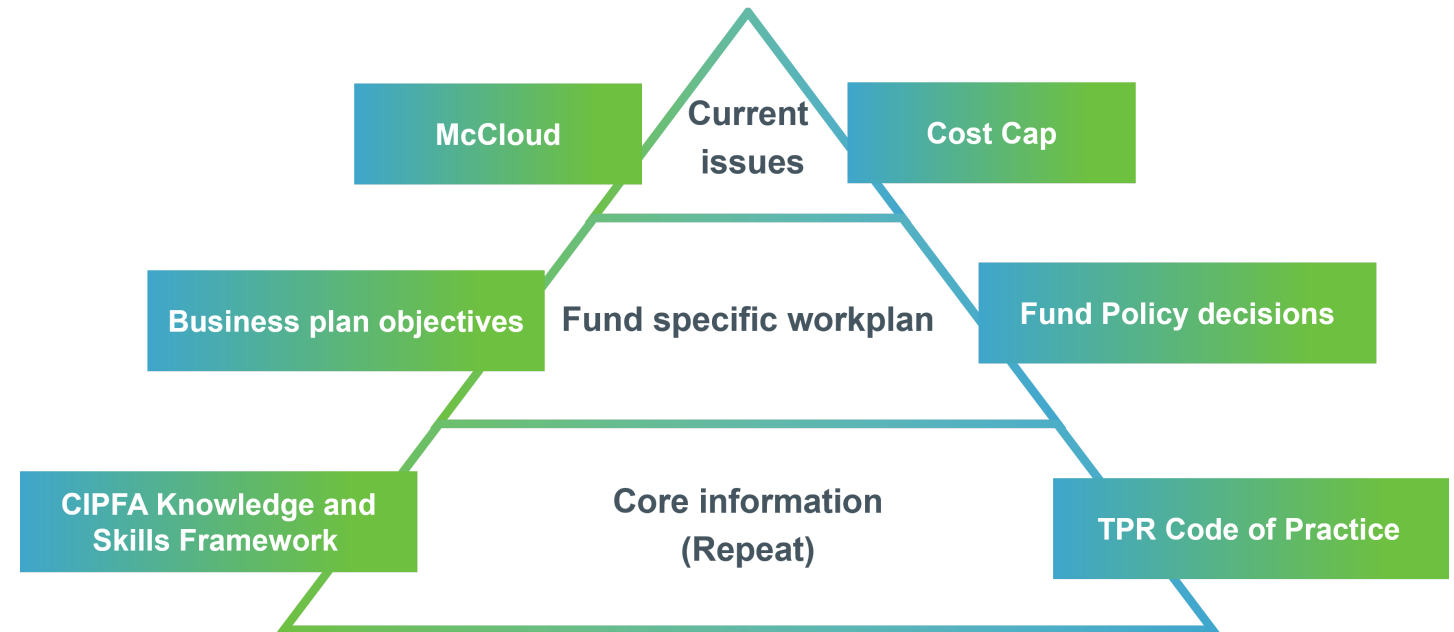 McCloud
Current
issues
Cost Cap
Business plan objectives
Fund specific workplan
Fund Policy decisions
CIPFA Knowledge and
Skills Framework
Core information
(Repeat)
TPR Code of Practice